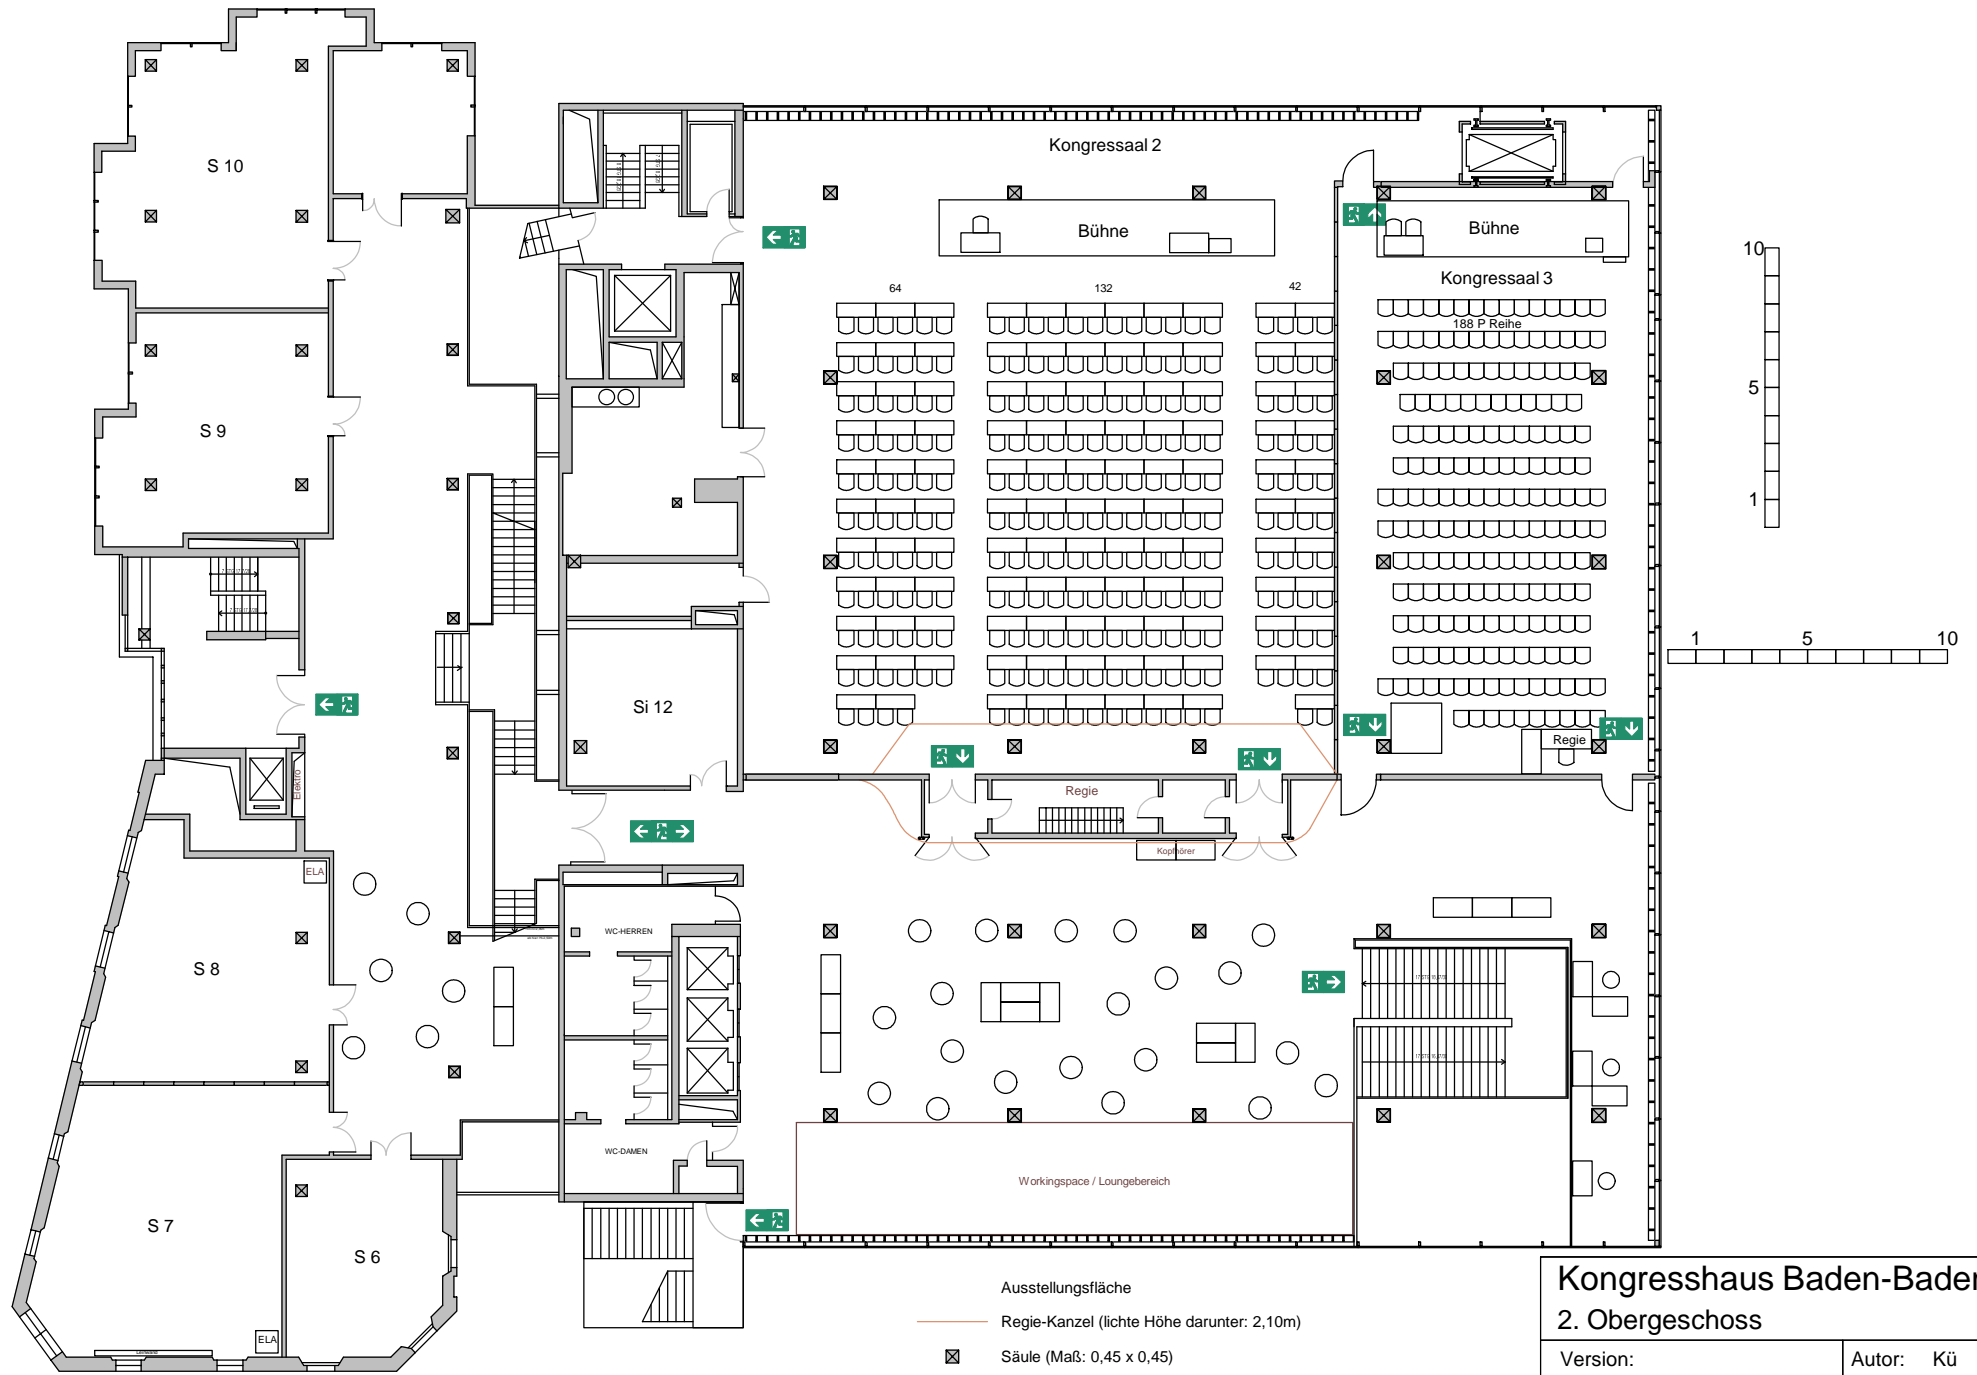 Kongressaal 2
S 10
Bühne
Bühne
10
Kongressaal 3
64
132
42
188 P Reihe
5
S 9
1
1
5
10
Si 12
Regie
Elektro
Regie
Kopfhörer
ELA
WC-HERREN
S 8
WC-DAMEN
Workingspace / Loungebereich
S 7
S 6
ELA
Leinwand
Ausstellungsfläche
Regie-Kanzel (lichte Höhe darunter: 2,10m)
Säule (Maß: 0,45 x 0,45)
Kongresshaus Baden-Baden
2. Obergeschoss
Version:
Autor: Kü